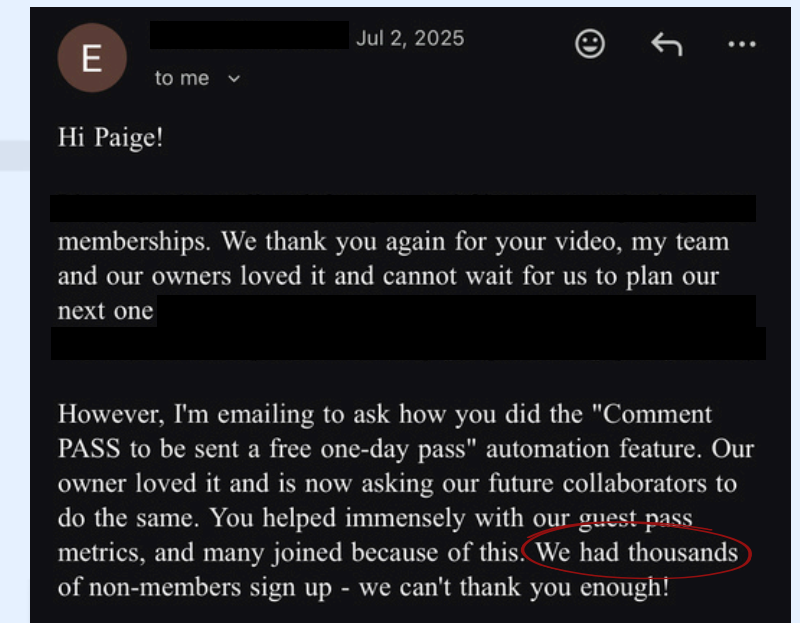 E
Jul 2, 2025
to me
Hi Paige!
memberships. We thank you again for your video, my team
and our owners loved it and cannot wait for us to plan our
next one
However, I'm emailing to ask how you did the "Comment
PASS to be sent a free one-day pass" automation feature. Our
owner loved it and is now asking our future collaborators to
do the same. You helped immensely with our guest pass
metrics, and many joined because of this. We had thousands
of non-members sign up - we can't thank you enough!